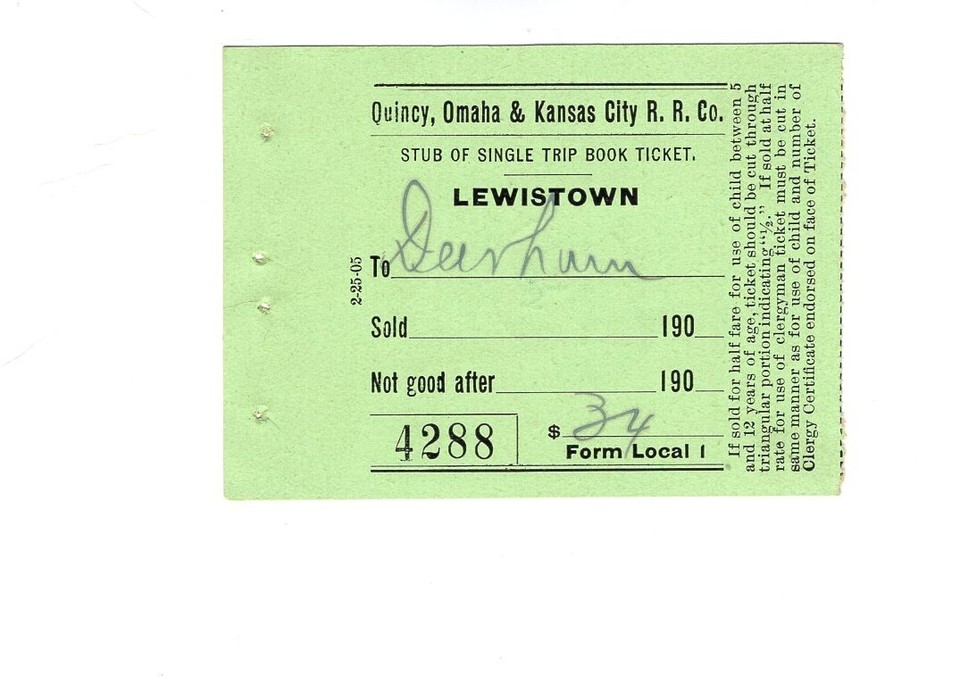 Quincy, Omaha & Kansas City R. R. Co.
STUB OF SINGLE TRIP BOOK TICKET.
LEWISTOWN
To Durham
Sold 190
Not good after 190
4288
$ 34
Form Local 1
2-25-05
If sold for half fare for use of child between 5
and 12 years of age, ticket should be cut through
triangular portion indicating “½.” If sold at half
rate for use of clergyman ticket must be cut in
same manner as for use of child and number of
Clergy Certificate endorsed on face of Ticket.